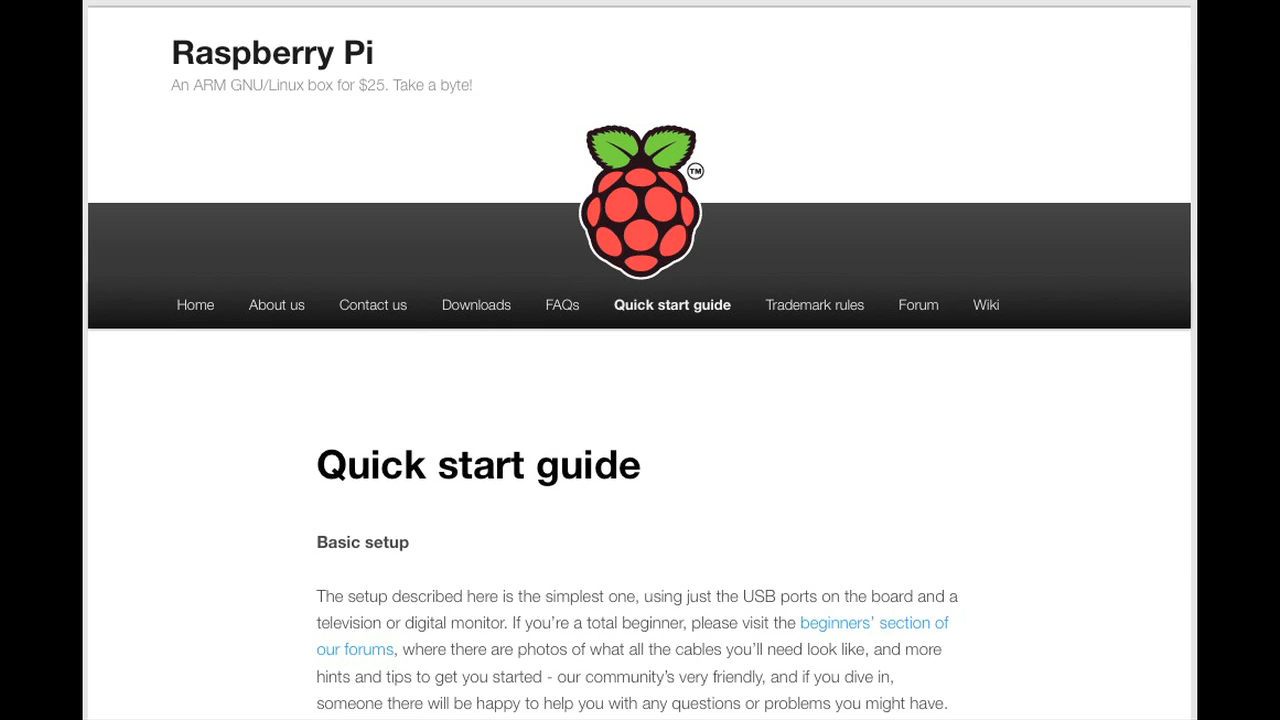 Raspberry Pi
An ARM GNU/Linux box for $25. Take a byte!
TM
Home About us Contact us Downloads FAQs Quick start guide Trademark rules Forum Wiki
Quick start guide
Basic setup
The setup described here is the simplest one, using just the USB ports on the board and a
television or digital monitor. If you’re a total beginner, please visit the beginners’ section of
our forums, where there are photos of what all the cables you’ll need look like, and more
hints and tips to get you started - our community’s very friendly, and if you dive in,
someone there will be happy to help you with any questions or problems you might have.